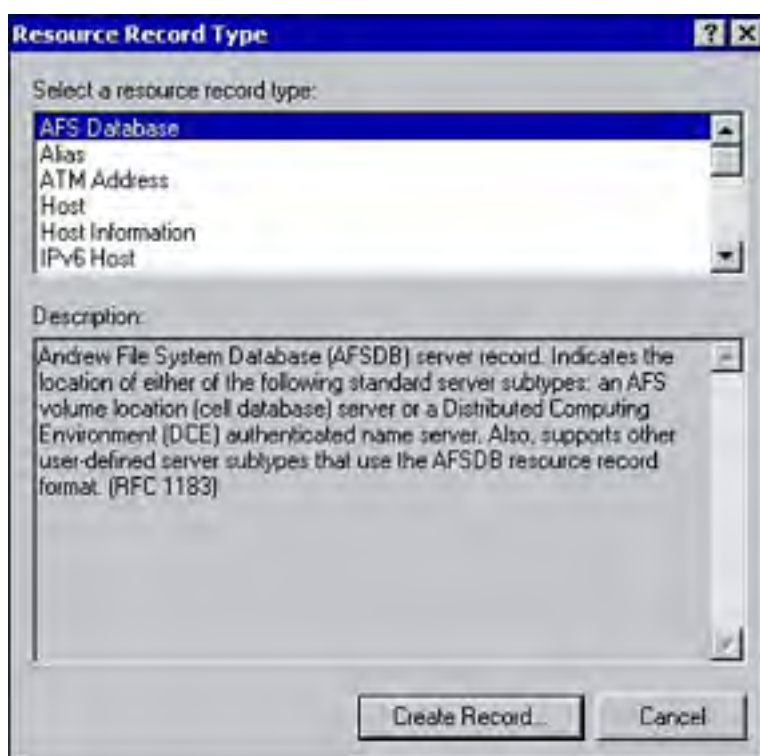 Resource Record Type
Select a resource record type:
AFS Database
Alias
ATM Address
Host
Host Information
IPv6 Host
Description:
Andrew File System Database (AFSDB) server record. Indicates the
location of either of the following standard server subtypes: an AFS
volume location (cell database) server or a Distributed Computing
Environment (DCE) authenticated name server. Also, supports other
user-defined server subtypes that use the AFSDB resource record
format. (RFC 1183)
Create Record...
Cancel